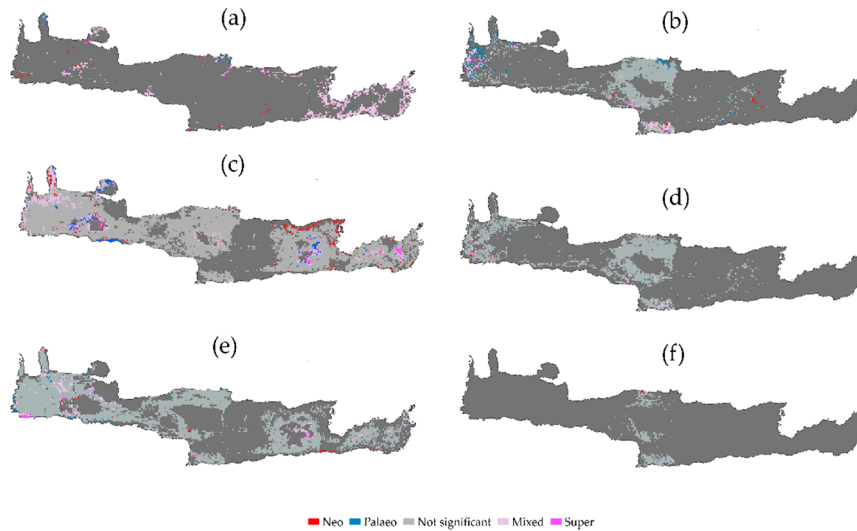 (a)
(b)
(c)
(d)
(e)
(f)
Neo Palaeo Not significant Mixed Super